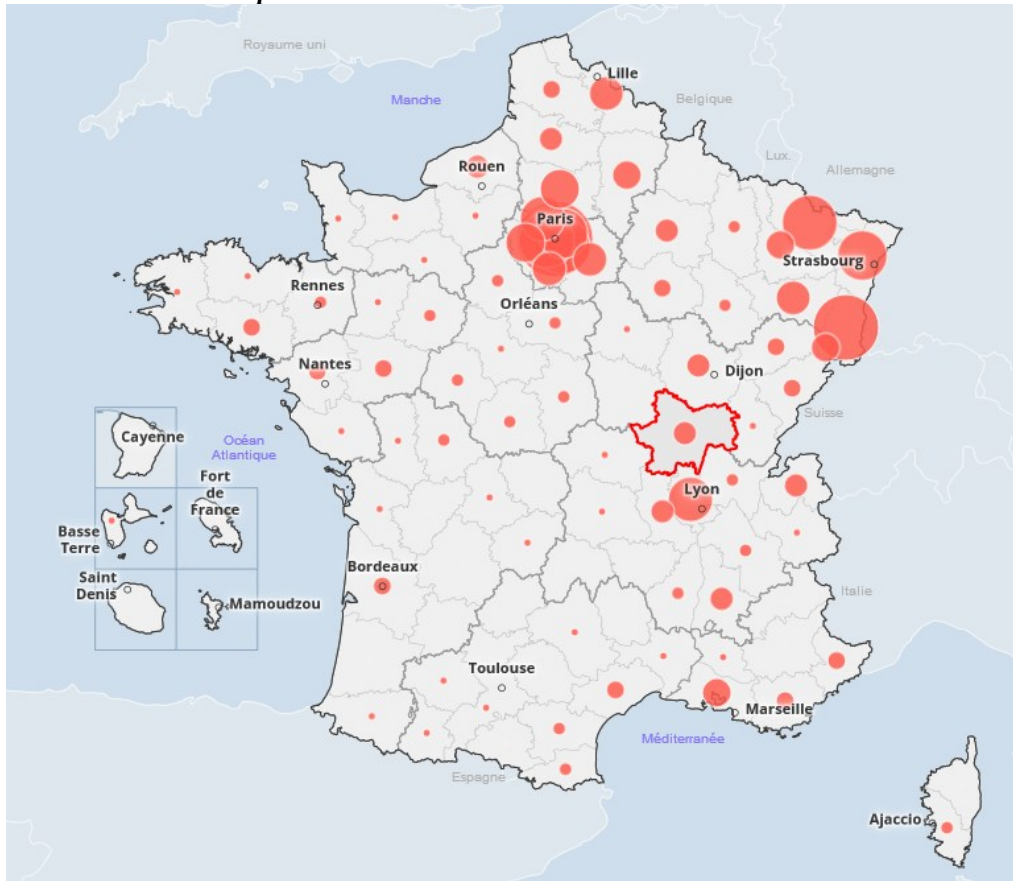 Royaume uni
Lille
Manche
Belgique
Rouen
Lux.
Allemagne
Paris
Strasbourg
Rennes
Orléans
Nantes
Dijon
Suisse
Cayenne
Océan
Atlantique
Fort
de
France
Lyon
Basse
Terre
Bordeaux
Saint
Denis
Mamoudzou
Italie
Toulouse
Marseille
Méditerranée
Espagne
Ajaccio